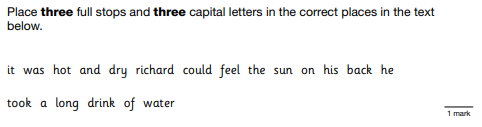 Place three full stops and three capital letters in the correct places in the text
below.
it was hot and dry richard could feel the sun on his back he
took a long drink of water
1 mark